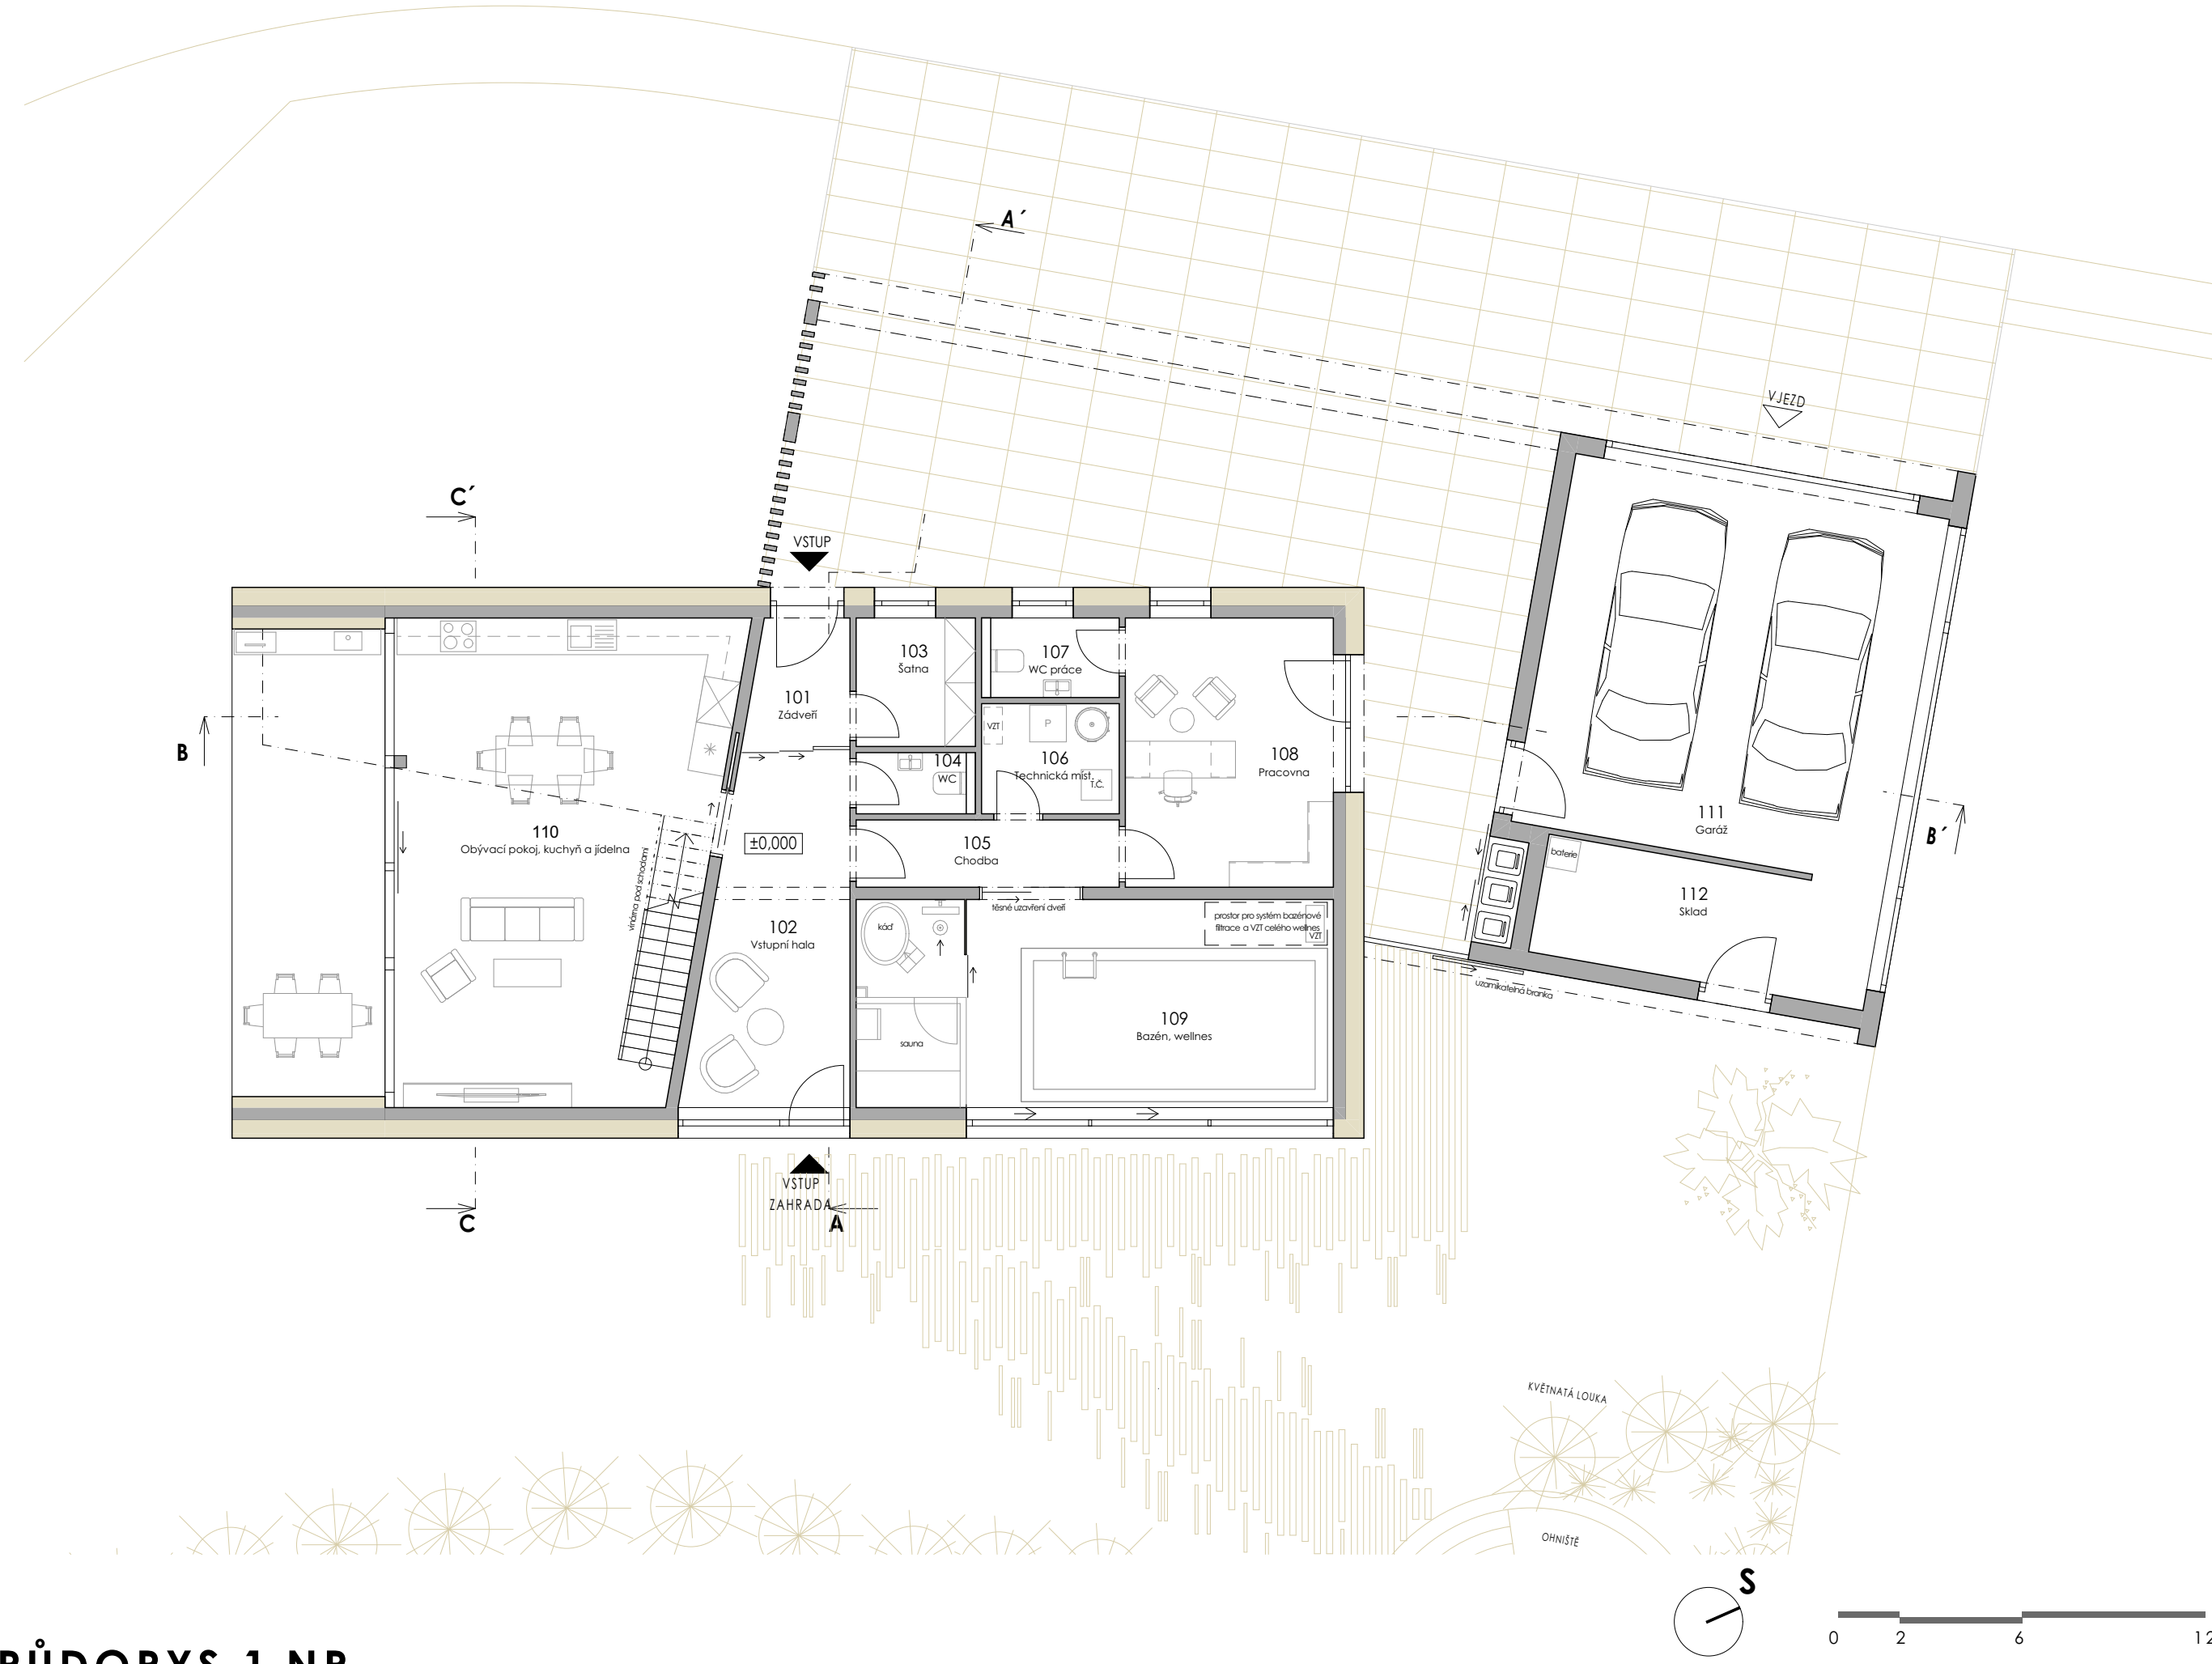 A´
VJEZD
C´
VSTUP
103
Šatna
107
WC práce
101
Zádveří
VZT
P
B
104
WC
106
Technická míst.
T.Č.
108
Pracovna
111
Garáž
B´
110
Obývací pokoj, kuchyň a jídelna
±0,000
105
Chodba
baterie
vinárna pod schodami
112
Sklad
těsné uzavření dveří
102
Vstupní hala
káď
prostor pro systém bazénové
filtrace a VZT celého wellnes
VZT
uzamikatelná branka
109
Bazén, wellnes
sauna
VSTUP
ZAHRADA
C
A
KVĚTNATÁ LOUKA
OHNIŠTĚ
S
0 2 6 12
RŮDORYS 1.NP